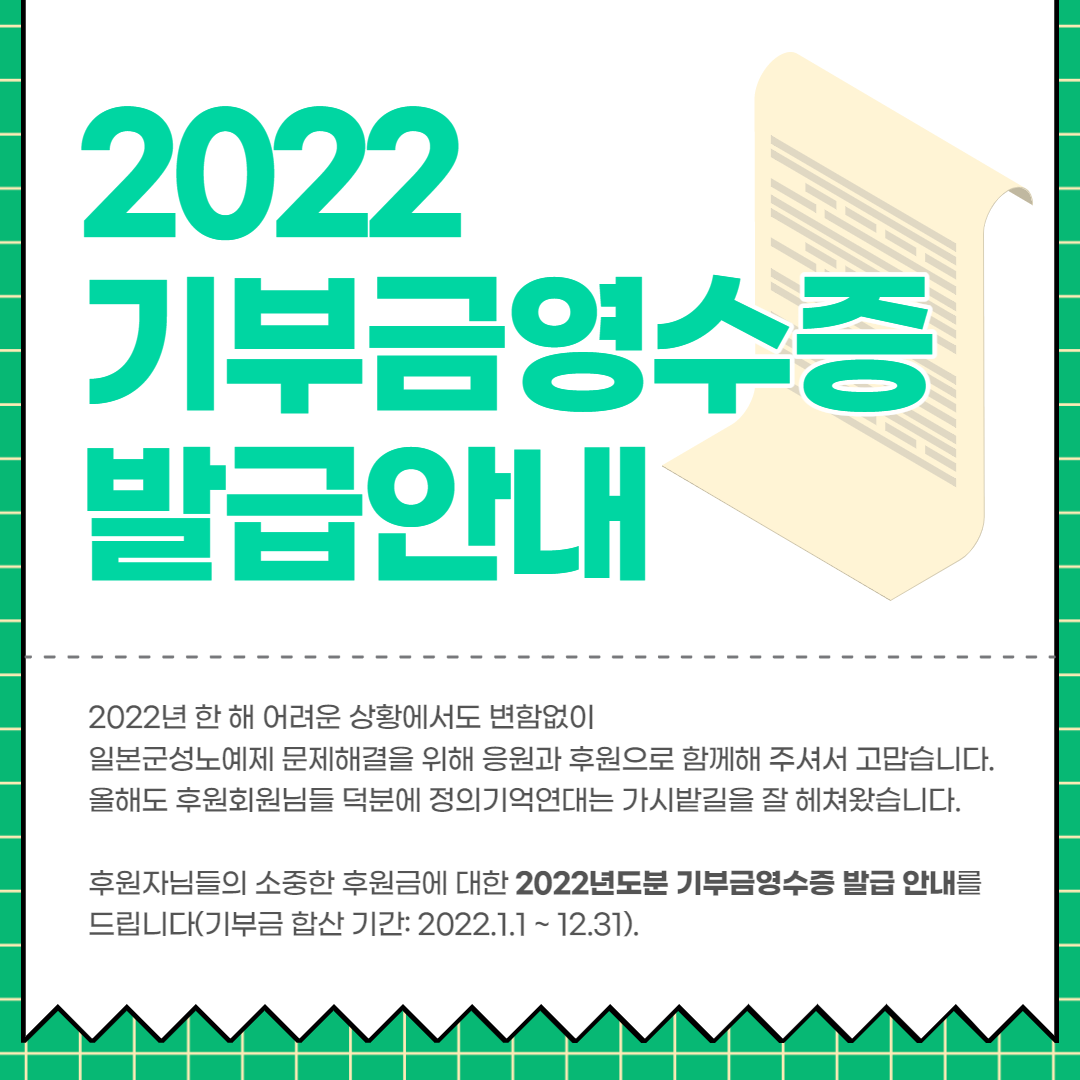 2022
기부금영수증
발급안내
2022년 한 해 어려운 상황에서도 변함없이
일본군성노예제 문제해결을 위해 응원과 후원으로 함께해 주셔서 고맙습니다.
올해도 후원회원님들 덕분에 정의기억연대는 가시밭길을 잘 헤쳐왔습니다.
후원자님들의 소중한 후원금에 대한 2022년도분 기부금영수증 발급 안내를
드립니다(기부금 합산 기간: 2022.1.1 ~ 12.31).